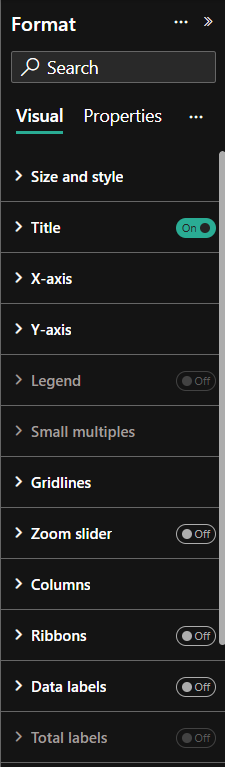 Format
Search
Visual Properties
Size and style
Title On
X-axis
Y-axis
Legend Off
Small multiples
Gridlines
Zoom slider Off
Columns
Ribbons Off
Data labels Off
Total labels Off